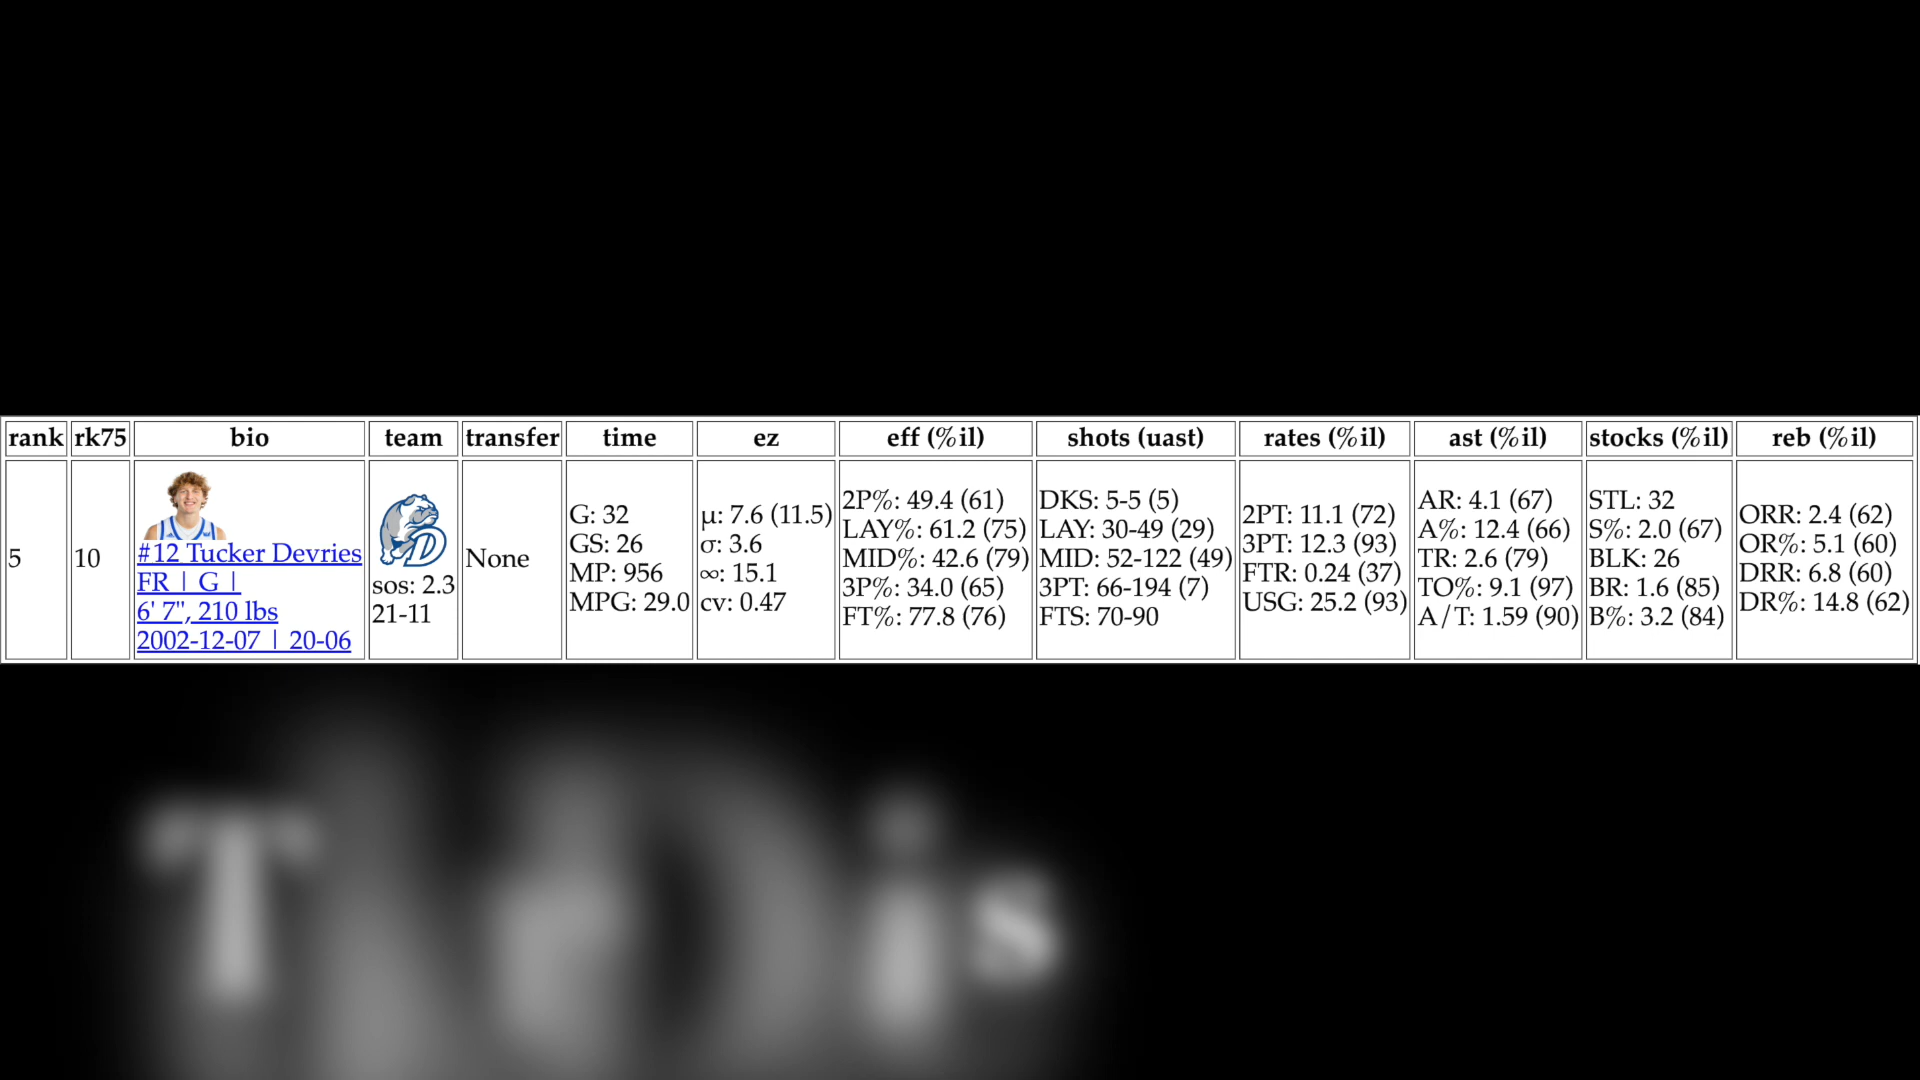 rank rk75 bio team transfer time ez eff (%il) shots (uast) rates (%il) ast (%il) stocks (%il) reb (%il)
5
10
#12 Tucker Devries
FR | G |
6' 7", 210 lbs
2002-12-07 | 20-06
D
sos: 2.3
21-11
None
G: 32
GS: 26
MP: 956
MPG: 29.0
μ: 7.6 (11.5)
σ: 3.6
∞: 15.1
cv: 0.47
2P%: 49.4 (61)
LAY%: 61.2 (75)
MID%: 42.6 (79)
3P%: 34.0 (65)
FT%: 77.8 (76)
DKS: 5-5 (5)
LAY: 30-49 (29)
MID: 52-122 (49)
3PT: 66-194 (7)
FTS: 70-90
2PT: 11.1 (72)
3PT: 12.3 (93)
FTR: 0.24 (37)
USG: 25.2 (93)
AR: 4.1 (67)
A%: 12.4 (66)
TR: 2.6 (79)
TO%: 9.1 (97)
A/T: 1.59 (90)
STL: 32
S%: 2.0 (67)
BLK: 26
BR: 1.6 (85)
B%: 3.2 (84)
ORR: 2.4 (62)
OR%: 5.1 (60)
DRR: 6.8 (60)
DR%: 14.8 (62)